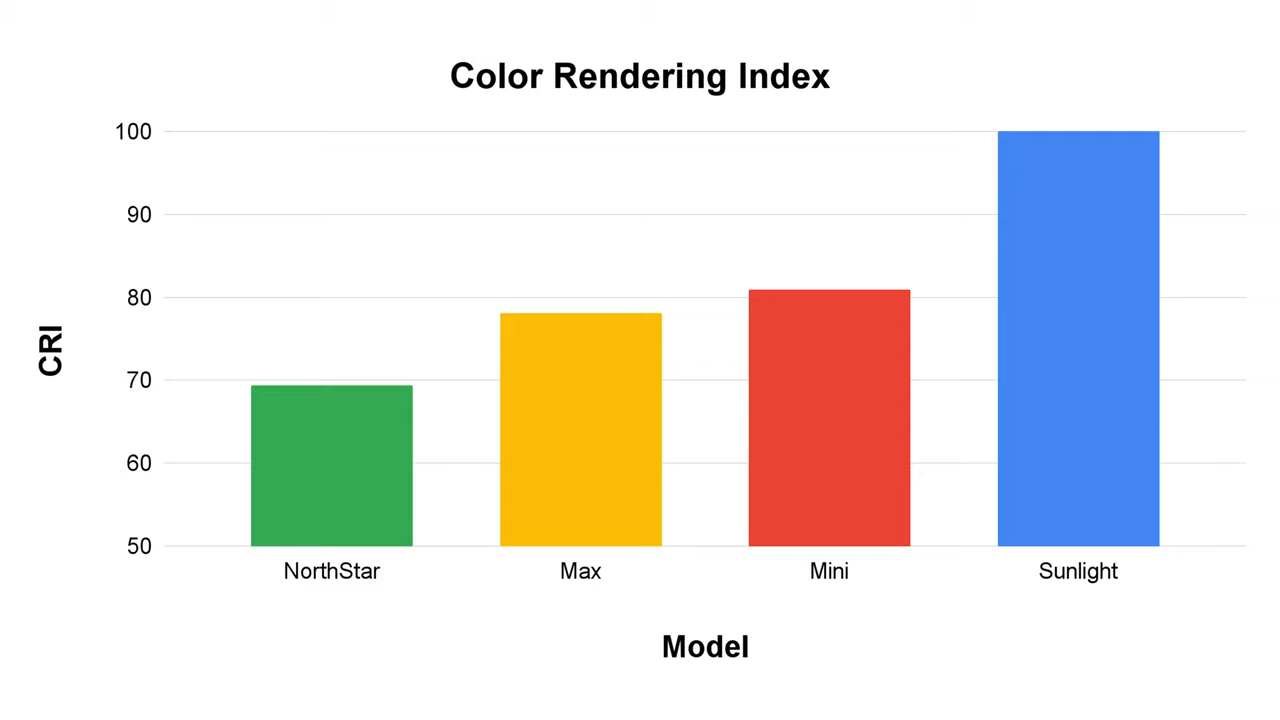 Color Rendering Index
CRI
100
90
80
70
60
50
NorthStar
Max
Mini
Sunlight
Model